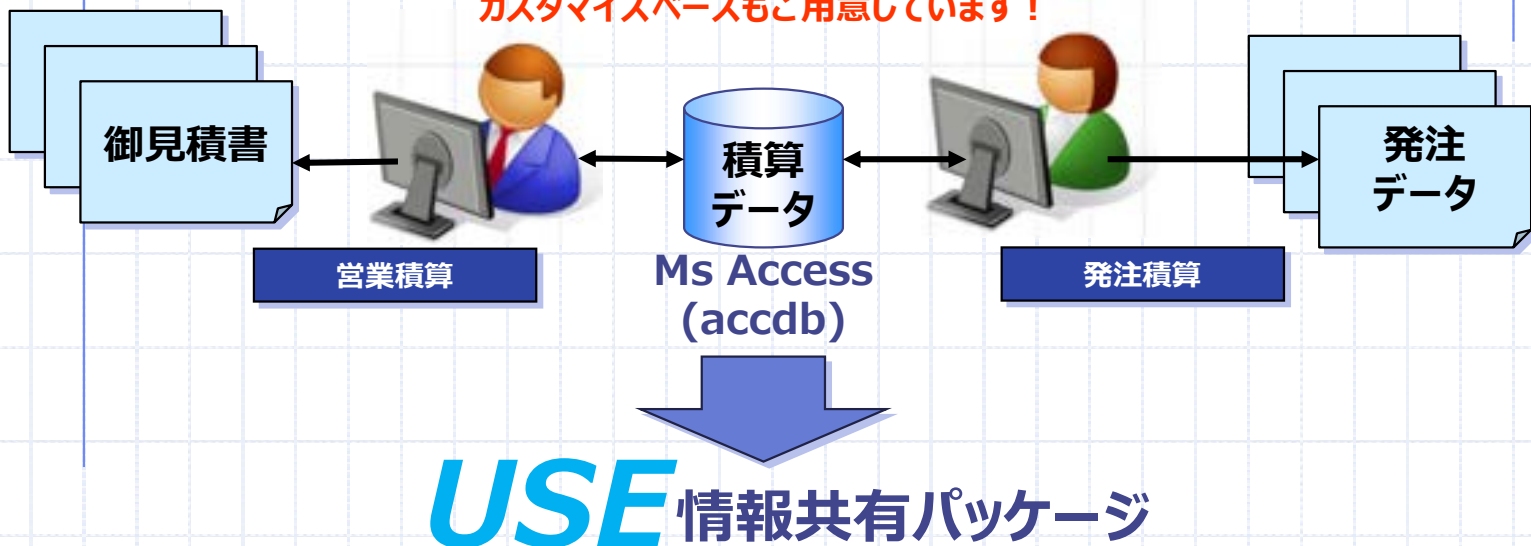 カスタマイズベースもご用意しています！
御見積書
積算
データ
発注
データ
営業積算
Ms Access
(accdb)
発注積算
USE 情報共有パッケージ